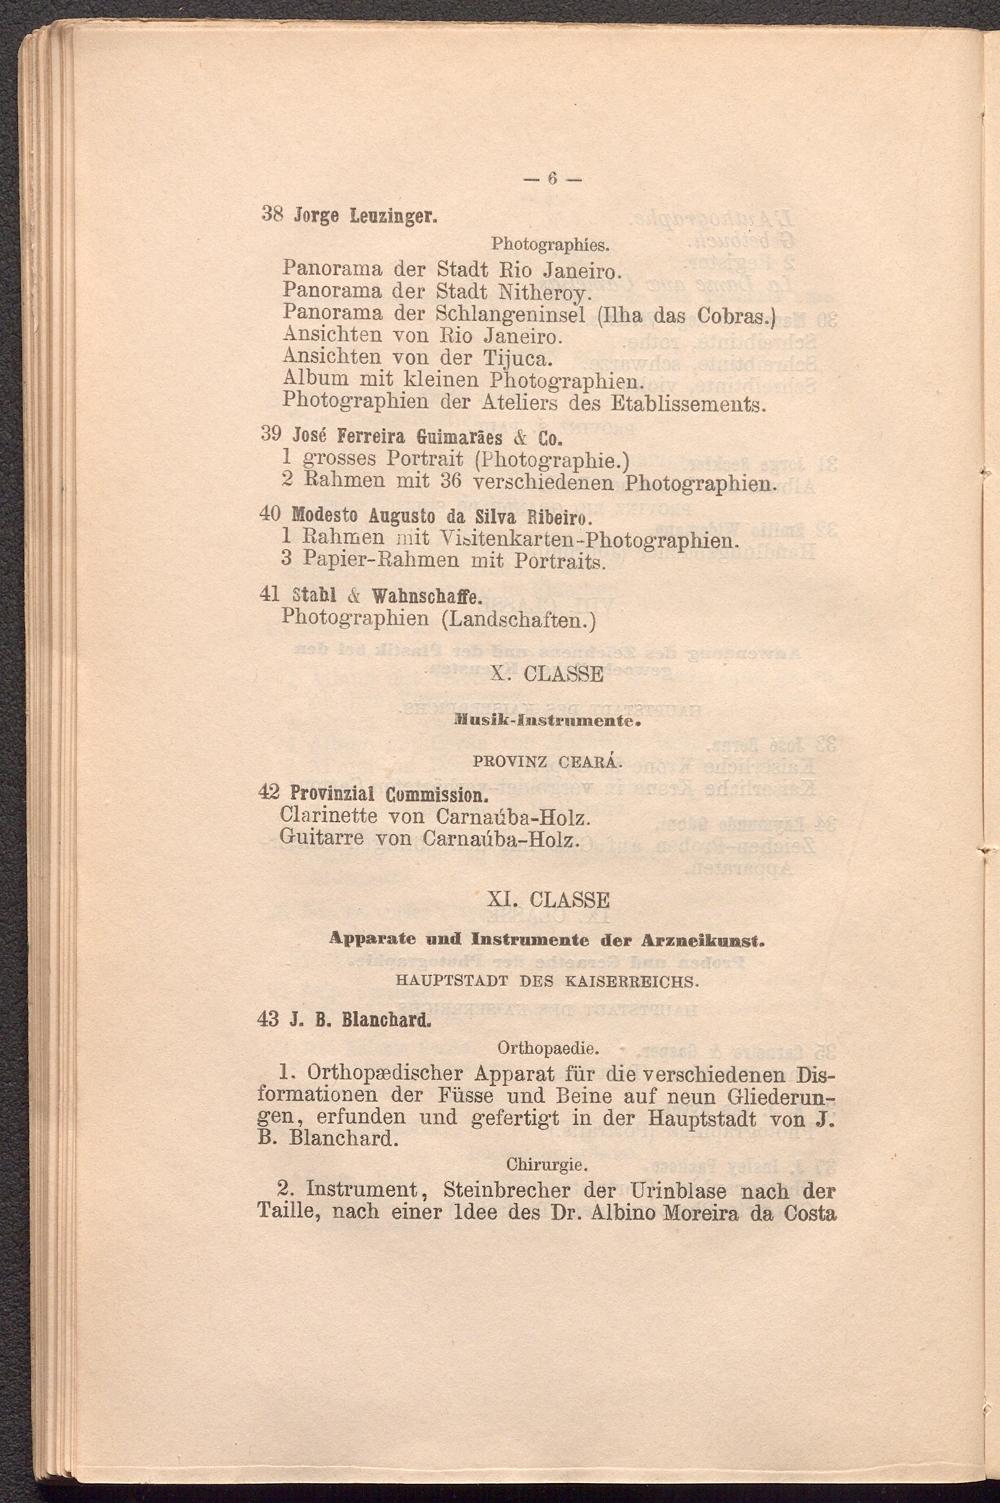 — 6 —
38 Jorge Leuzinger.
Photographies.
Panorama der Stadt Rio Janeiro.
Panorama der Stadt Nitheroy.
Panorama der Schlangeninsel (Ilha das Cobras.)
Ansichten von Rio Janeiro.
Ansichten von der Tijuca.
Album mit kleinen Photographien.
Photographien der Ateliers des Etablissements.
39 José Ferreira Guimarães & Co.
1 grosses Portrait (Photographie.)
2 Rahmen mit 36 verschiedenen Photographien.
40 Modesto Augusto da Silva Ribeiro.
1 Rahmen mit Visitenkarten-Photographien.
3 Papier-Rahmen mit Portraits.
41 Stahl & Wahnschaffe.
Photographien (Landschaften.)
X. CLASSE
Musik-Instrumente.
PROVINZ CEARÁ.
42 Provinzial Commission.
Clarinette von Carnaúba-Holz.
Guitarre von Carnaúba-Holz.
XI. CLASSE
Apparate und Instrumente der Arzneikunst.
HAUPTSTADT DES KAISERREICHS.
43 J. B. Blanchard.
Orthopaedie.
1. Orthopædischer Apparat für die verschiedenen Dis-
formationen der Füsse und Beine auf neun Gliederun-
gen, erfunden und gefertigt in der Hauptstadt von J.
B. Blanchard.
Chirurgie.
2. Instrument, Steinbrecher der Urinblase nach der
Taille, nach einer Idee des Dr. Albino Moreira da Costa